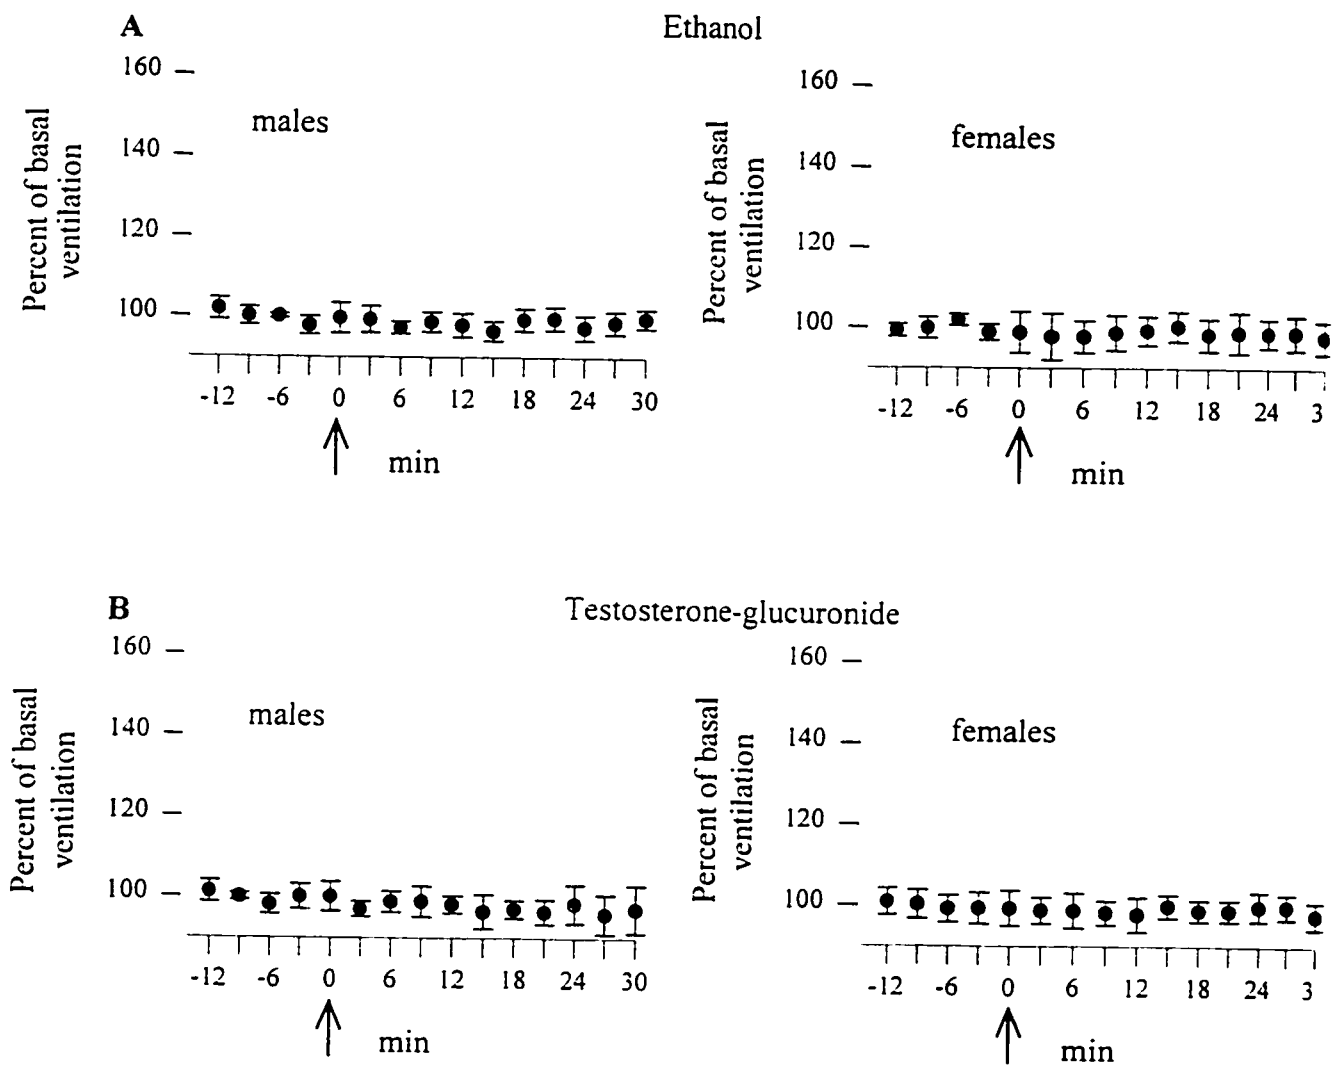 A
Ethanol
160
males
140
120
100
Percent of basal
ventilation
-12 -6 0 6 12 18 24 30
min
160
females
140
120
100
Percent of basal
ventilation
-12 -6 0 6 12 18 24 3
min
B
Testosterone-glucuronide
160
males
140
120
100
Percent of basal
ventilation
-12 -6 0 6 12 18 24 30
min
160
females
140
120
100
Percent of basal
ventilation
-12 -6 0 6 12 18 24 3
min